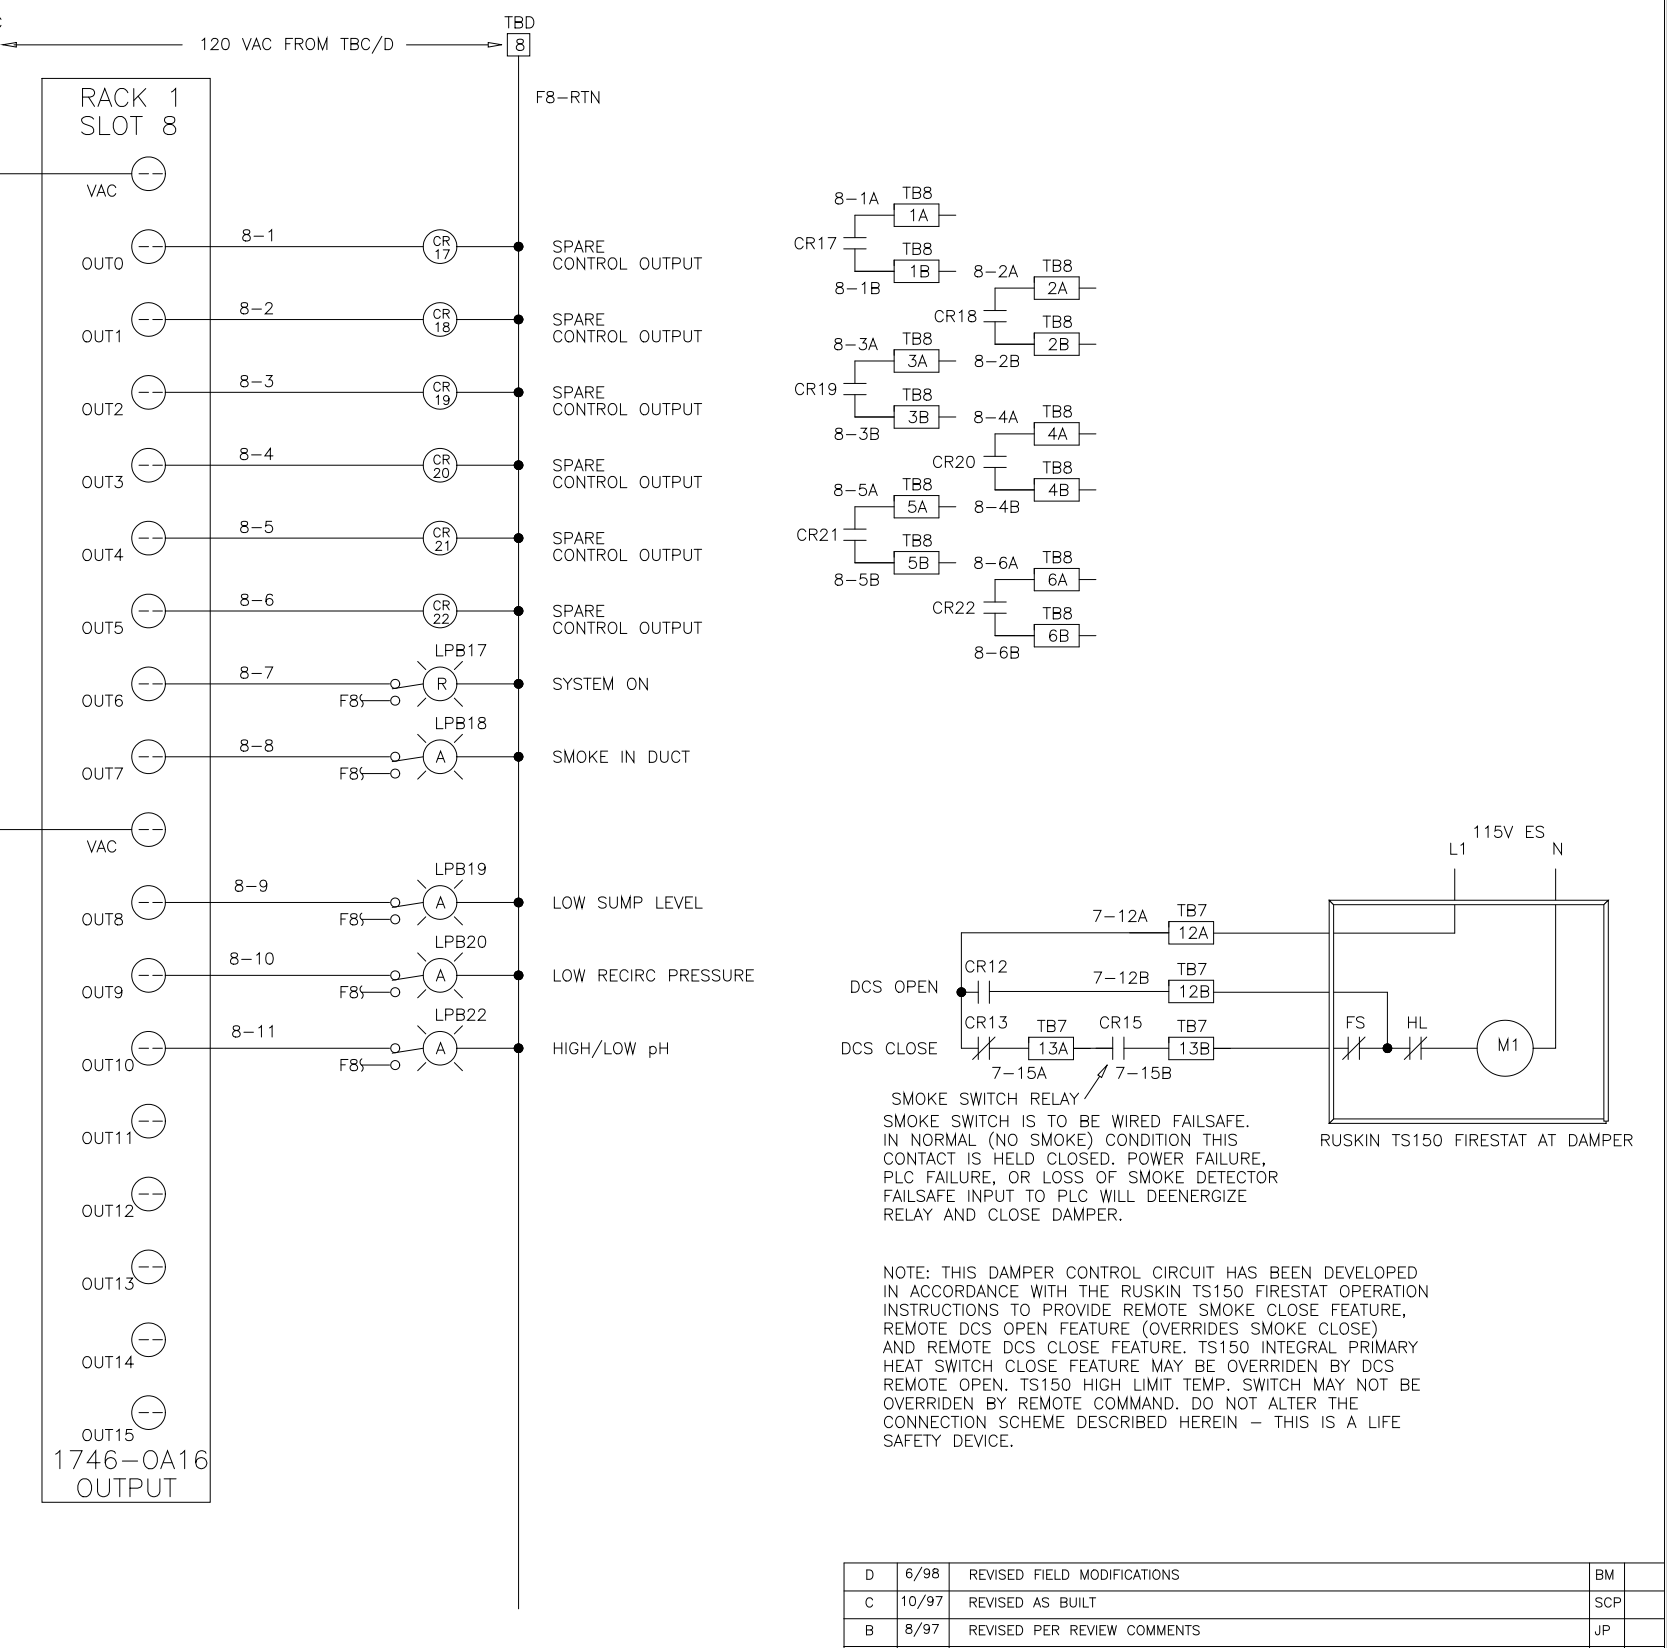 TBD
120 VAC FROM TBC/D
8
F8-RTN
RACK 1
SLOT 8
VAC
OUT0
8-1
CR
17
SPARE
CONTROL OUTPUT
OUT1
8-2
CR
18
SPARE
CONTROL OUTPUT
OUT2
8-3
CR
19
SPARE
CONTROL OUTPUT
OUT3
8-4
CR
20
SPARE
CONTROL OUTPUT
OUT4
8-5
CR
21
SPARE
CONTROL OUTPUT
OUT5
8-6
CR
22
SPARE
CONTROL OUTPUT
OUT6
8-7
F8
LPB17
R
SYSTEM ON
OUT7
8-8
F8
LPB18
A
SMOKE IN DUCT
VAC
OUT8
8-9
F8
LPB19
A
LOW SUMP LEVEL
OUT9
8-10
F8
LPB20
A
LOW RECIRC PRESSURE
OUT10
8-11
F8
LPB22
A
HIGH/LOW pH
OUT11
OUT12
OUT13
OUT14
OUT15
1746-OA16
OUTPUT
8-1A
TB8
1A
CR17
TB8
1B
8-1B
8-2A
TB8
2A
CR18
TB8
2B
8-2B
8-3A
TB8
3A
CR19
TB8
3B
8-3B
8-4A
TB8
4A
CR20
TB8
4B
8-4B
8-5A
TB8
5A
CR21
TB8
5B
8-5B
8-6A
TB8
6A
CR22
TB8
6B
8-6B
115V ES
L1
N
7-12A
TB7
12A
DCS OPEN
CR12
7-12B
TB7
12B
DCS CLOSE
CR13
TB7
13A
7-15A
CR15
7-15B
TB7
13B
FS
HL
M1
RUSKIN TS150 FIRESTAT AT DAMPER
SMOKE SWITCH RELAY
SMOKE SWITCH IS TO BE WIRED FAILSAFE.
IN NORMAL (NO SMOKE) CONDITION THIS
CONTACT IS HELD CLOSED. POWER FAILURE,
PLC FAILURE, OR LOSS OF SMOKE DETECTOR
FAILSAFE INPUT TO PLC WILL DEENERGIZE
RELAY AND CLOSE DAMPER.
NOTE: THIS DAMPER CONTROL CIRCUIT HAS BEEN DEVELOPED
IN ACCORDANCE WITH THE RUSKIN TS150 FIRESTAT OPERATION
INSTRUCTIONS TO PROVIDE REMOTE SMOKE CLOSE FEATURE,
REMOTE DCS OPEN FEATURE (OVERRIDES SMOKE CLOSE)
AND REMOTE DCS CLOSE FEATURE. TS150 INTEGRAL PRIMARY
HEAT SWITCH CLOSE FEATURE MAY BE OVERRIDEN BY DCS
REMOTE OPEN. TS150 HIGH LIMIT TEMP. SWITCH MAY NOT BE
OVERRIDEN BY REMOTE COMMAND. DO NOT ALTER THE
CONNECTION SCHEME DESCRIBED HEREIN – THIS IS A LIFE
SAFETY DEVICE.
D 6/98 REVISED FIELD MODIFICATIONS BM
C 10/97 REVISED AS BUILT SCP
B 8/97 REVISED PER REVIEW COMMENTS JP